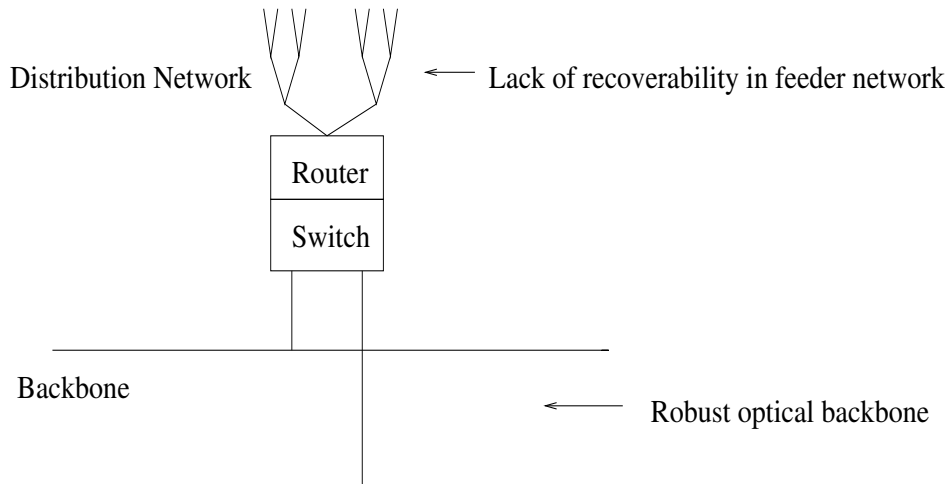 Distribution Network
Lack of recoverability in feeder network
Router
Switch
Backbone
Robust optical backbone